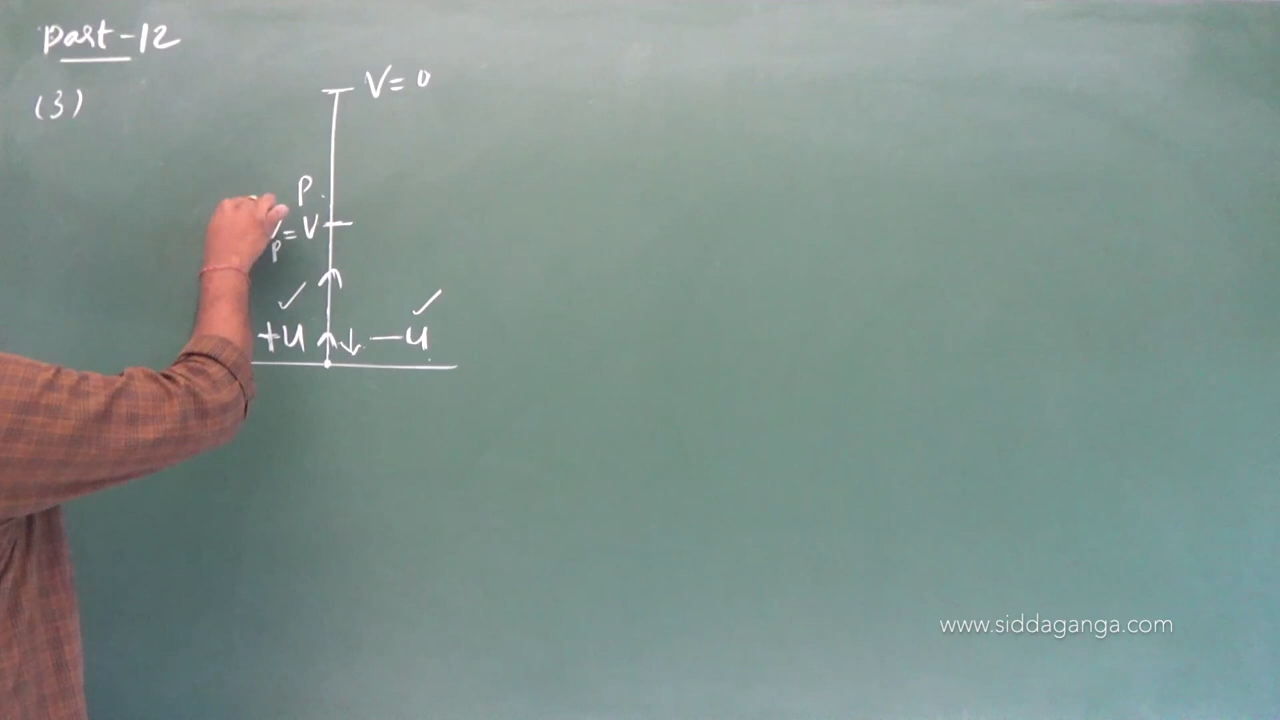 Part-12
(3)
V= 0
P.
P = V
+u
-u
www.siddaganga.com